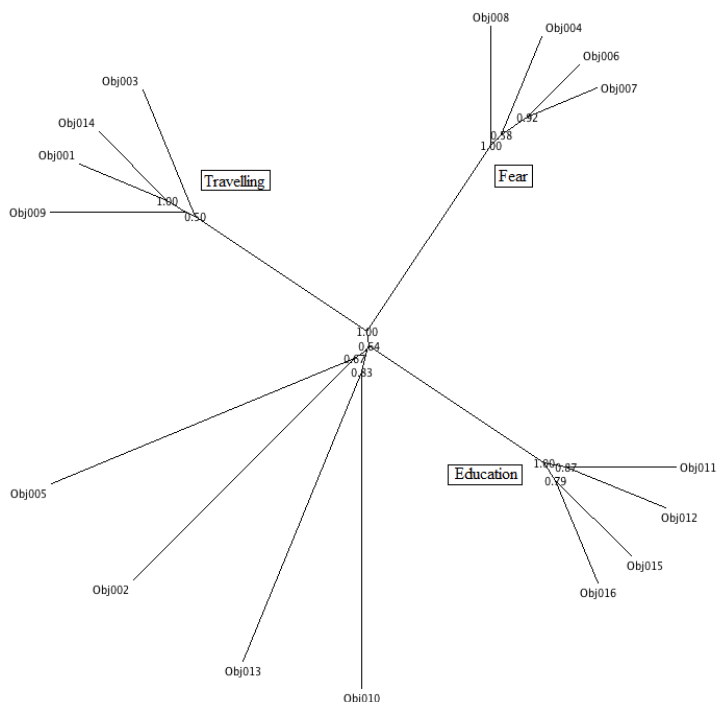 Obj008
Obj004
Obj006
Obj007
0.92
0.58
1.00
Fear
Obj003
Obj014
Obj001
Travelling
1.00
Obj009
0.50
1.00
0.64
0.67
0.83
1.00
0.87
Obj011
Education
0.79
Obj005
Obj012
Obj015
Obj002
Obj016
Obj013
Obj010